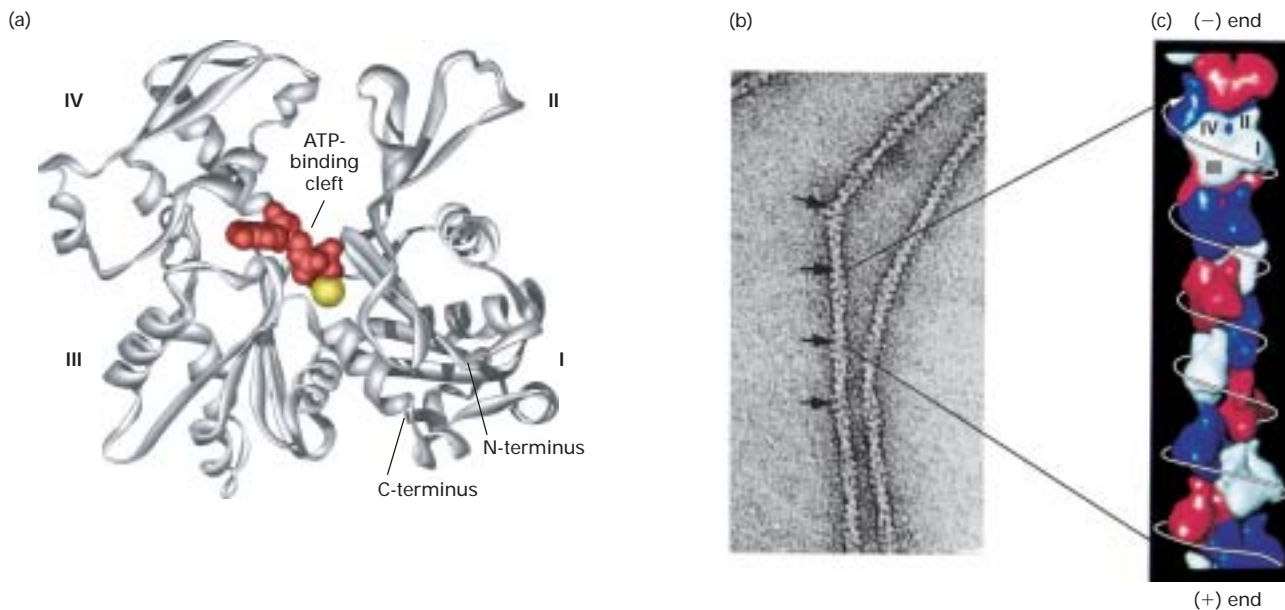 (a)
IV
II
ATP-
binding
cleft
III
I
N-terminus
C-terminus
(b)
(c) (−) end
IV II
I
III
(+) end